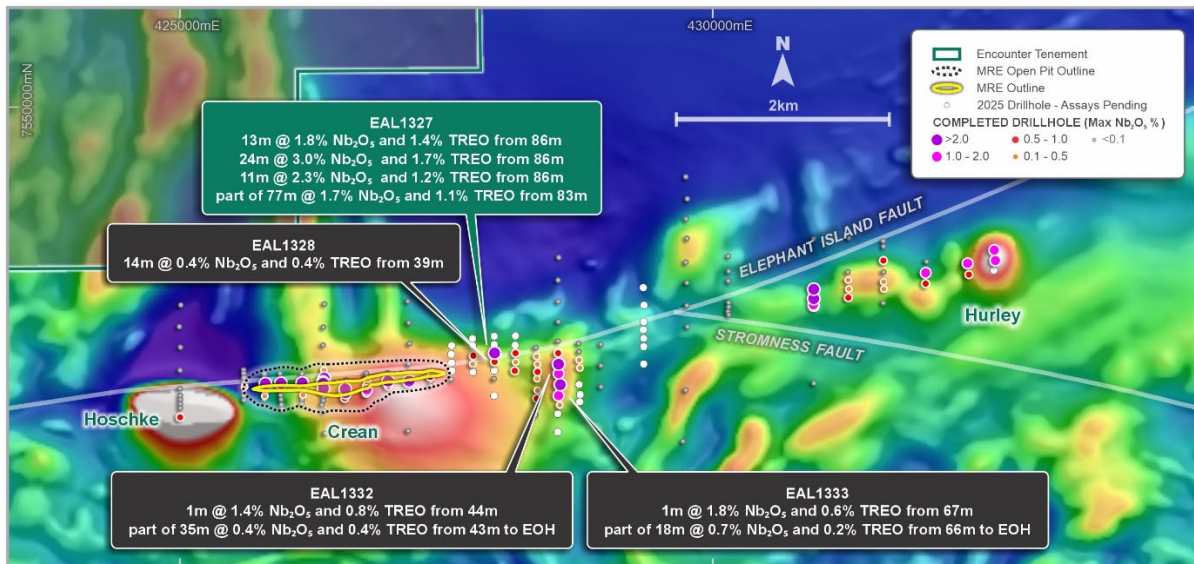 425000mE
430000mE
7550000mN
N
2km
Encounter Tenement
MRE Open Pit Outline
MRE Outline
2025 Drillhole - Assays Pending
COMPLETED DRILLHOLE (Max Nb₂O₅ %)
>2.0
0.5 - 1.0
<0.1
1.0 - 2.0
0.1 - 0.5
EAL1327
13m @ 1.8% Nb₂O₅ and 1.4% TREO from 86m
24m @ 3.0% Nb₂O₅ and 1.7% TREO from 86m
11m @ 2.3% Nb₂O₅ and 1.2% TREO from 86m
part of 77m @ 1.7% Nb₂O₅ and 1.1% TREO from 83m
EAL1328
14m @ 0.4% Nb₂O₅ and 0.4% TREO from 39m
ELEPHANT ISLAND FAULT
STROMNESS FAULT
Hurley
Hoschke
Crean
EAL1332
1m @ 1.4% Nb₂O₅ and 0.8% TREO from 44m
part of 35m @ 0.4% Nb₂O₅ and 0.4% TREO from 43m to EOH
EAL1333
1m @ 1.8% Nb₂O₅ and 0.6% TREO from 67m
part of 18m @ 0.7% Nb₂O₅ and 0.2% TREO from 66m to EOH